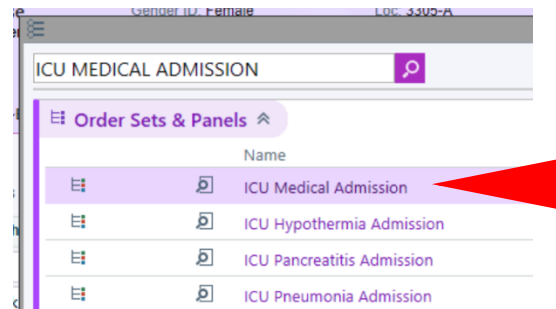 Gender ID: Female Loc: 3305-A
ICU MEDICAL ADMISSION
Order Sets & Panels
Name
ICU Medical Admission
ICU Hypothermia Admission
ICU Pancreatitis Admission
ICU Pneumonia Admission